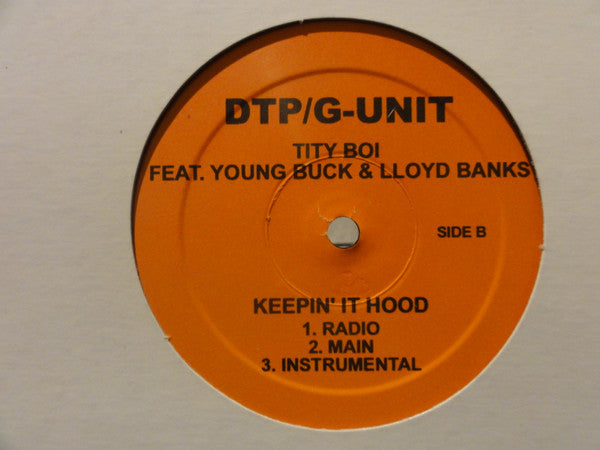 DTP/G-UNIT
TITY BOI
FEAT. YOUNG BUCK & LLOYD BANKS
SIDE B
KEEPIN' IT HOOD
1. RADIO
2. MAIN
3. INSTRUMENTAL